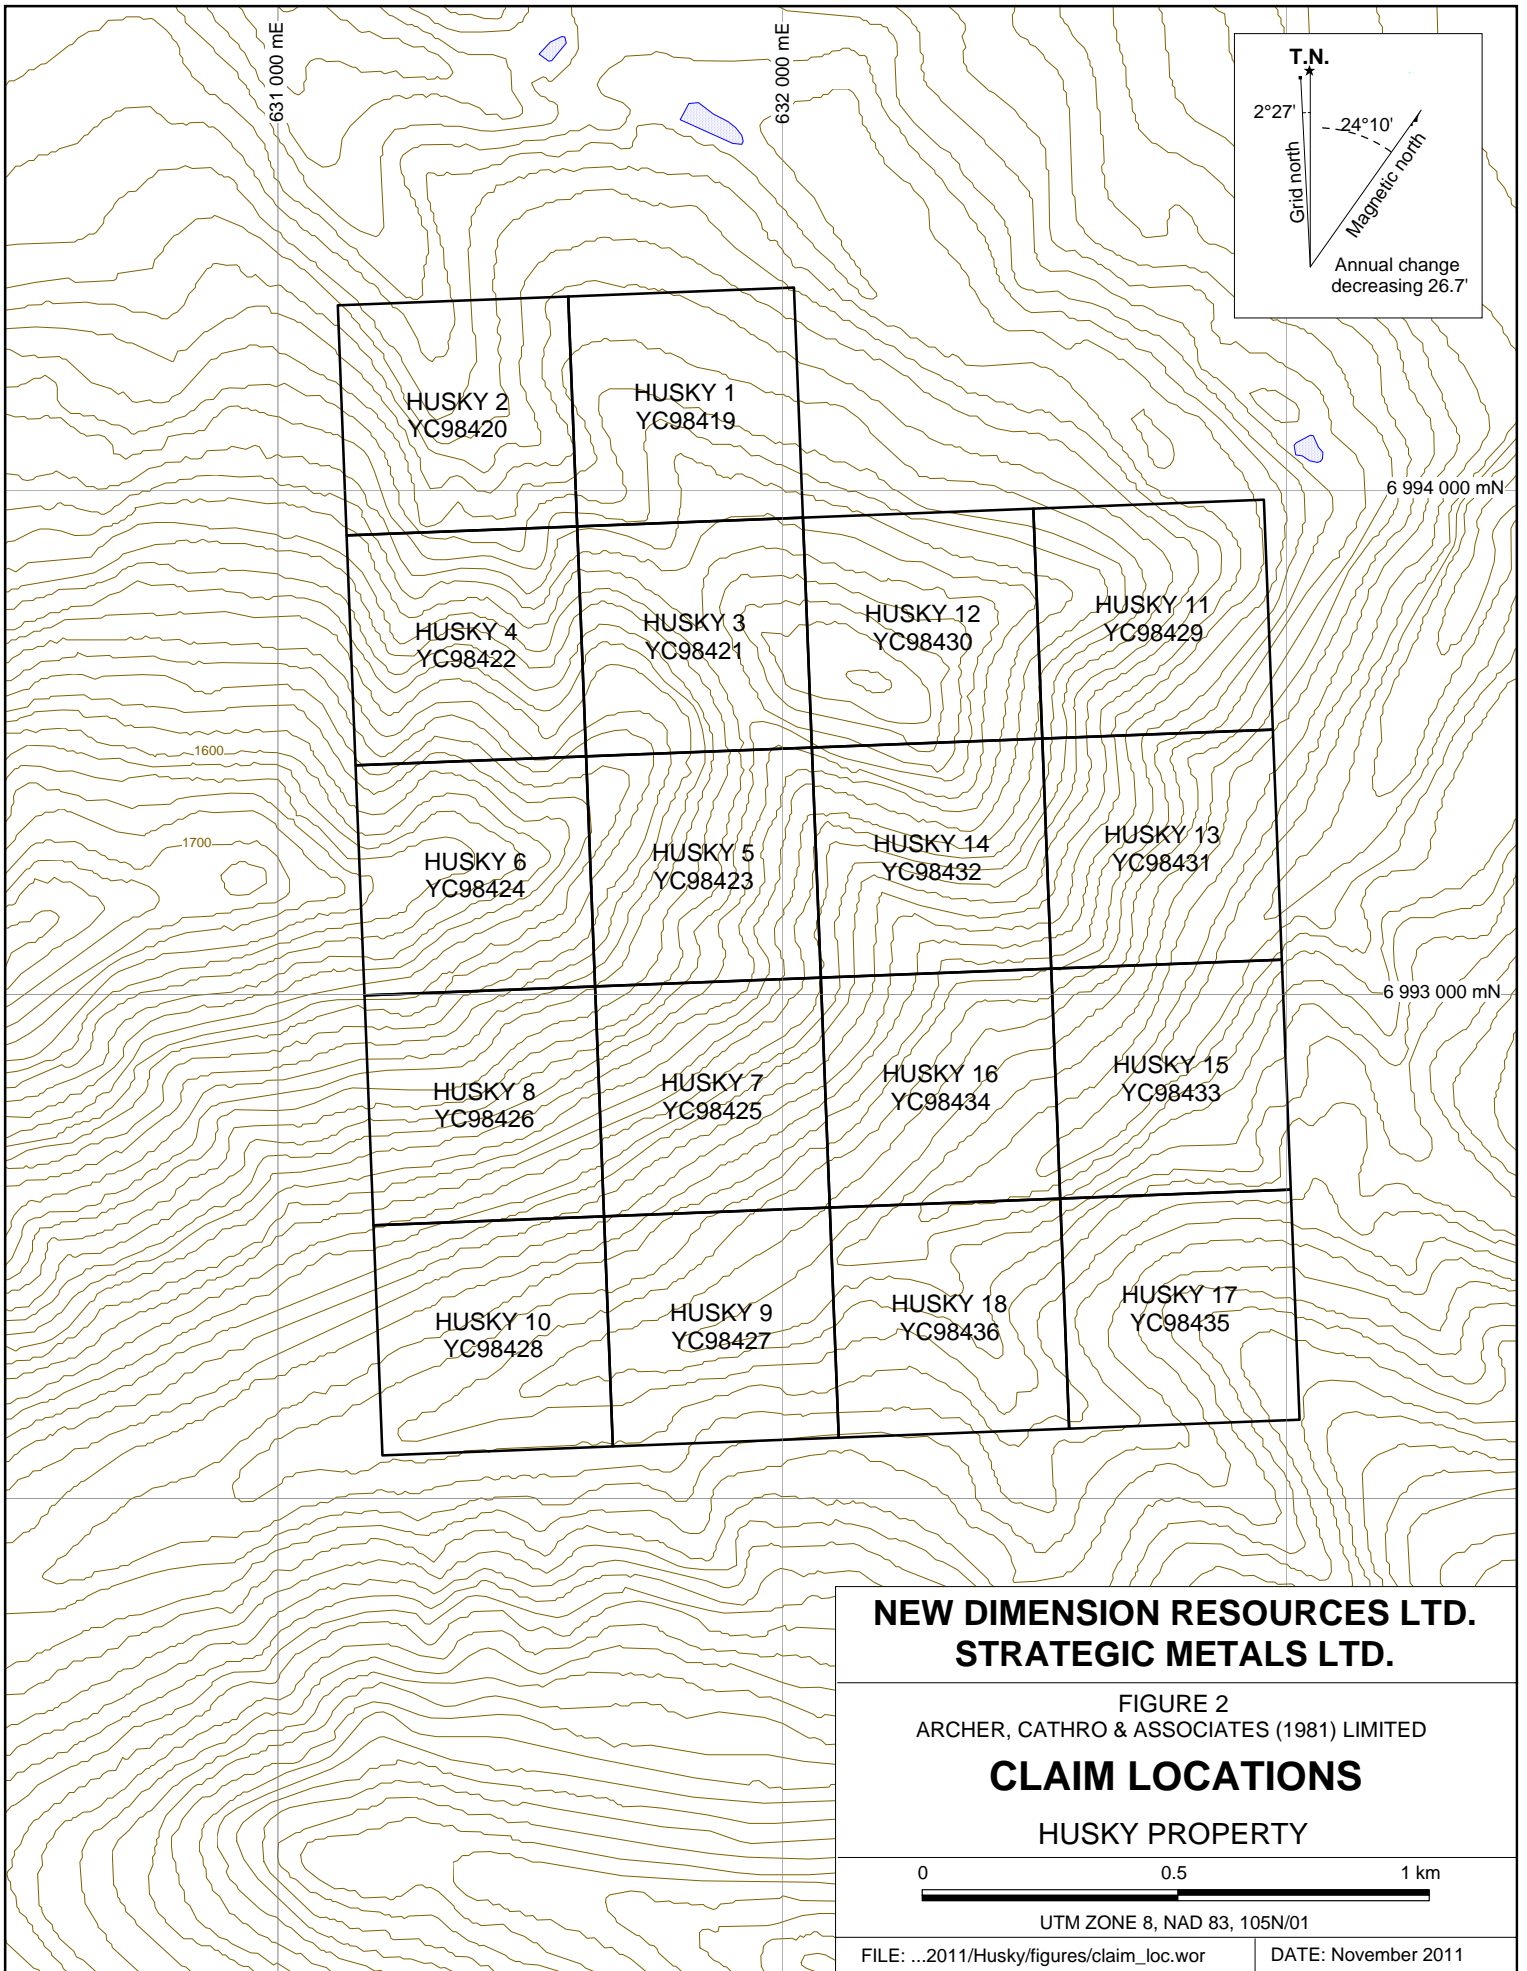 631 000 mE
632 000 mE
T.N.
2°27'
24°10'
Grid north
Magnetic north
Annual change
decreasing 26.7'
HUSKY 2
YC98420
HUSKY 1
YC98419
6 994 000 mN
HUSKY 4
YC98422
HUSKY 3
YC98421
HUSKY 12
YC98430
HUSKY 11
YC98429
1600
1700
HUSKY 6
YC98424
HUSKY 5
YC98423
HUSKY 14
YC98432
HUSKY 13
YC98431
6 993 000 mN
HUSKY 8
YC98426
HUSKY 7
YC98425
HUSKY 16
YC98434
HUSKY 15
YC98433
HUSKY 10
YC98428
HUSKY 9
YC98427
HUSKY 18
YC98436
HUSKY 17
YC98435
NEW DIMENSION RESOURCES LTD.
STRATEGIC METALS LTD.
FIGURE 2
ARCHER, CATHRO & ASSOCIATES (1981) LIMITED
CLAIM LOCATIONS
HUSKY PROPERTY
0 0.5 1 km
UTM ZONE 8, NAD 83, 105N/01
FILE: ...2011/Husky/figures/claim_loc.wor
DATE: November 2011